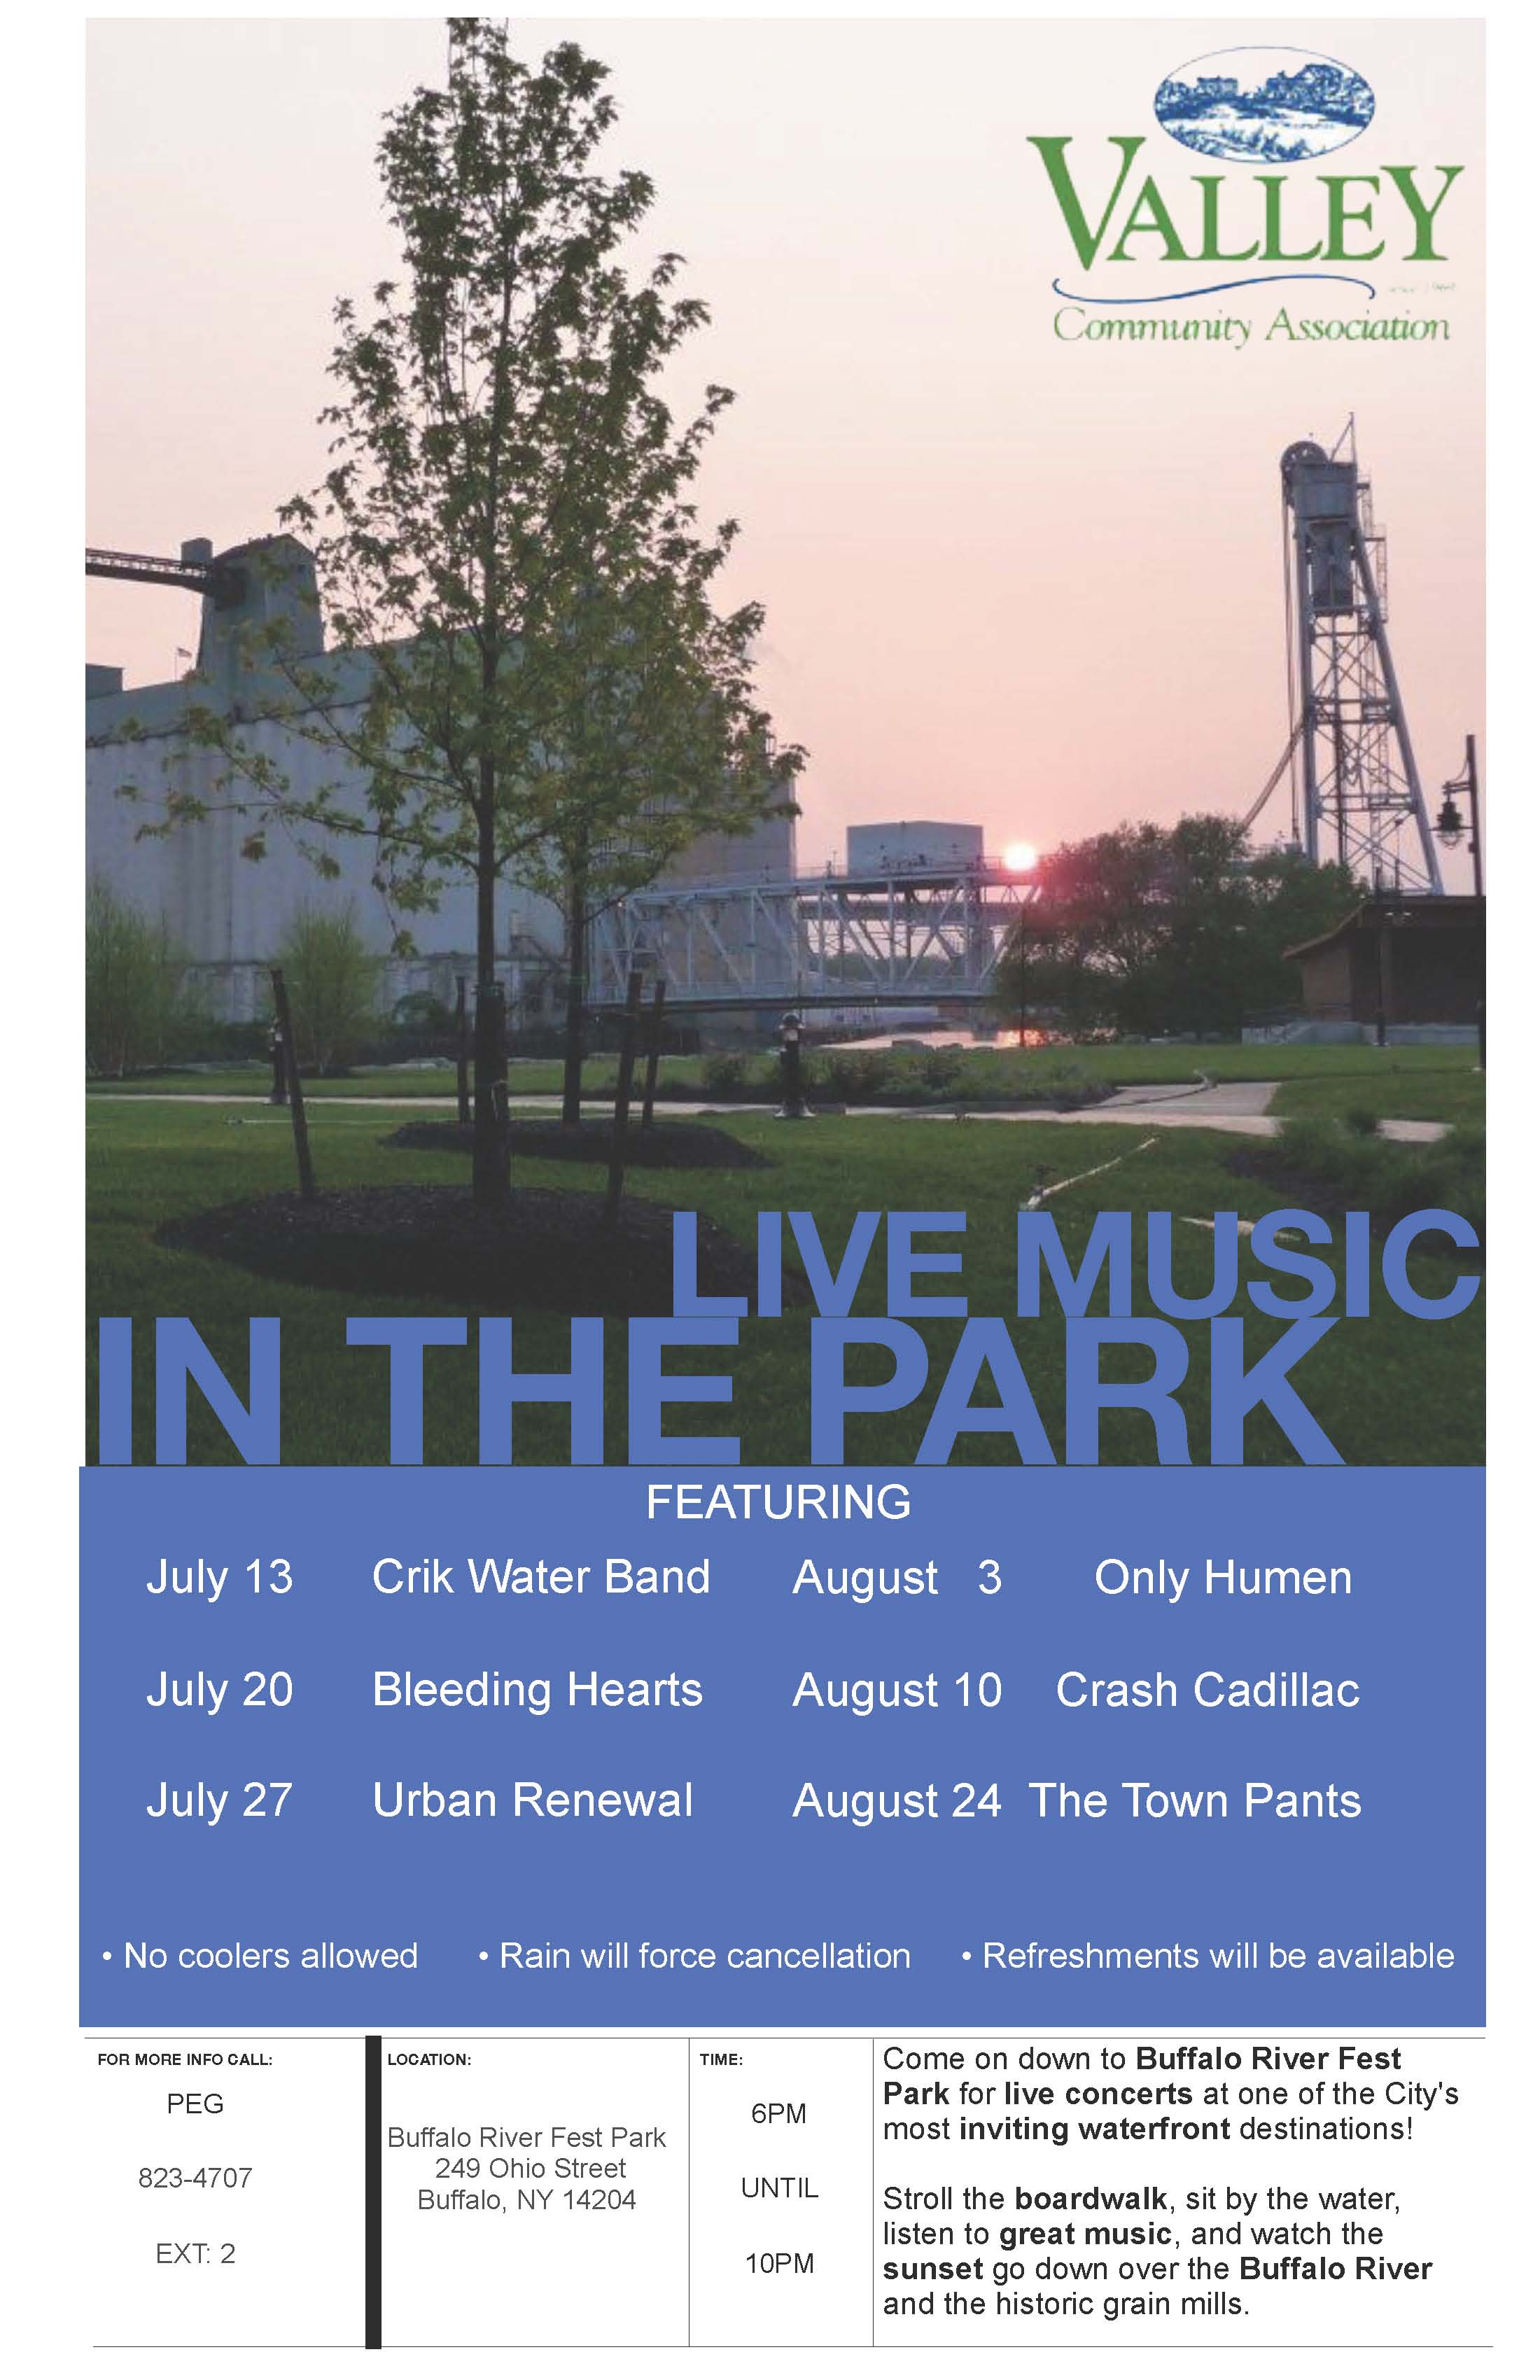 VALLEY
Community Association
LIVE MUSIC
IN THE PARK
FEATURING
July 13 Crik Water Band August 3 Only Humen
July 20 Bleeding Hearts August 10 Crash Cadillac
July 27 Urban Renewal August 24 The Town Pants
• No coolers allowed • Rain will force cancellation • Refreshments will be available
FOR MORE INFO CALL:
PEG
823-4707
EXT: 2
LOCATION:
Buffalo River Fest Park
249 Ohio Street
Buffalo, NY 14204
TIME:
6PM
UNTIL
10PM
Come on down to Buffalo River Fest
Park for live concerts at one of the City's
most inviting waterfront destinations!
Stroll the boardwalk, sit by the water,
listen to great music, and watch the
sunset go down over the Buffalo River
and the historic grain mills.